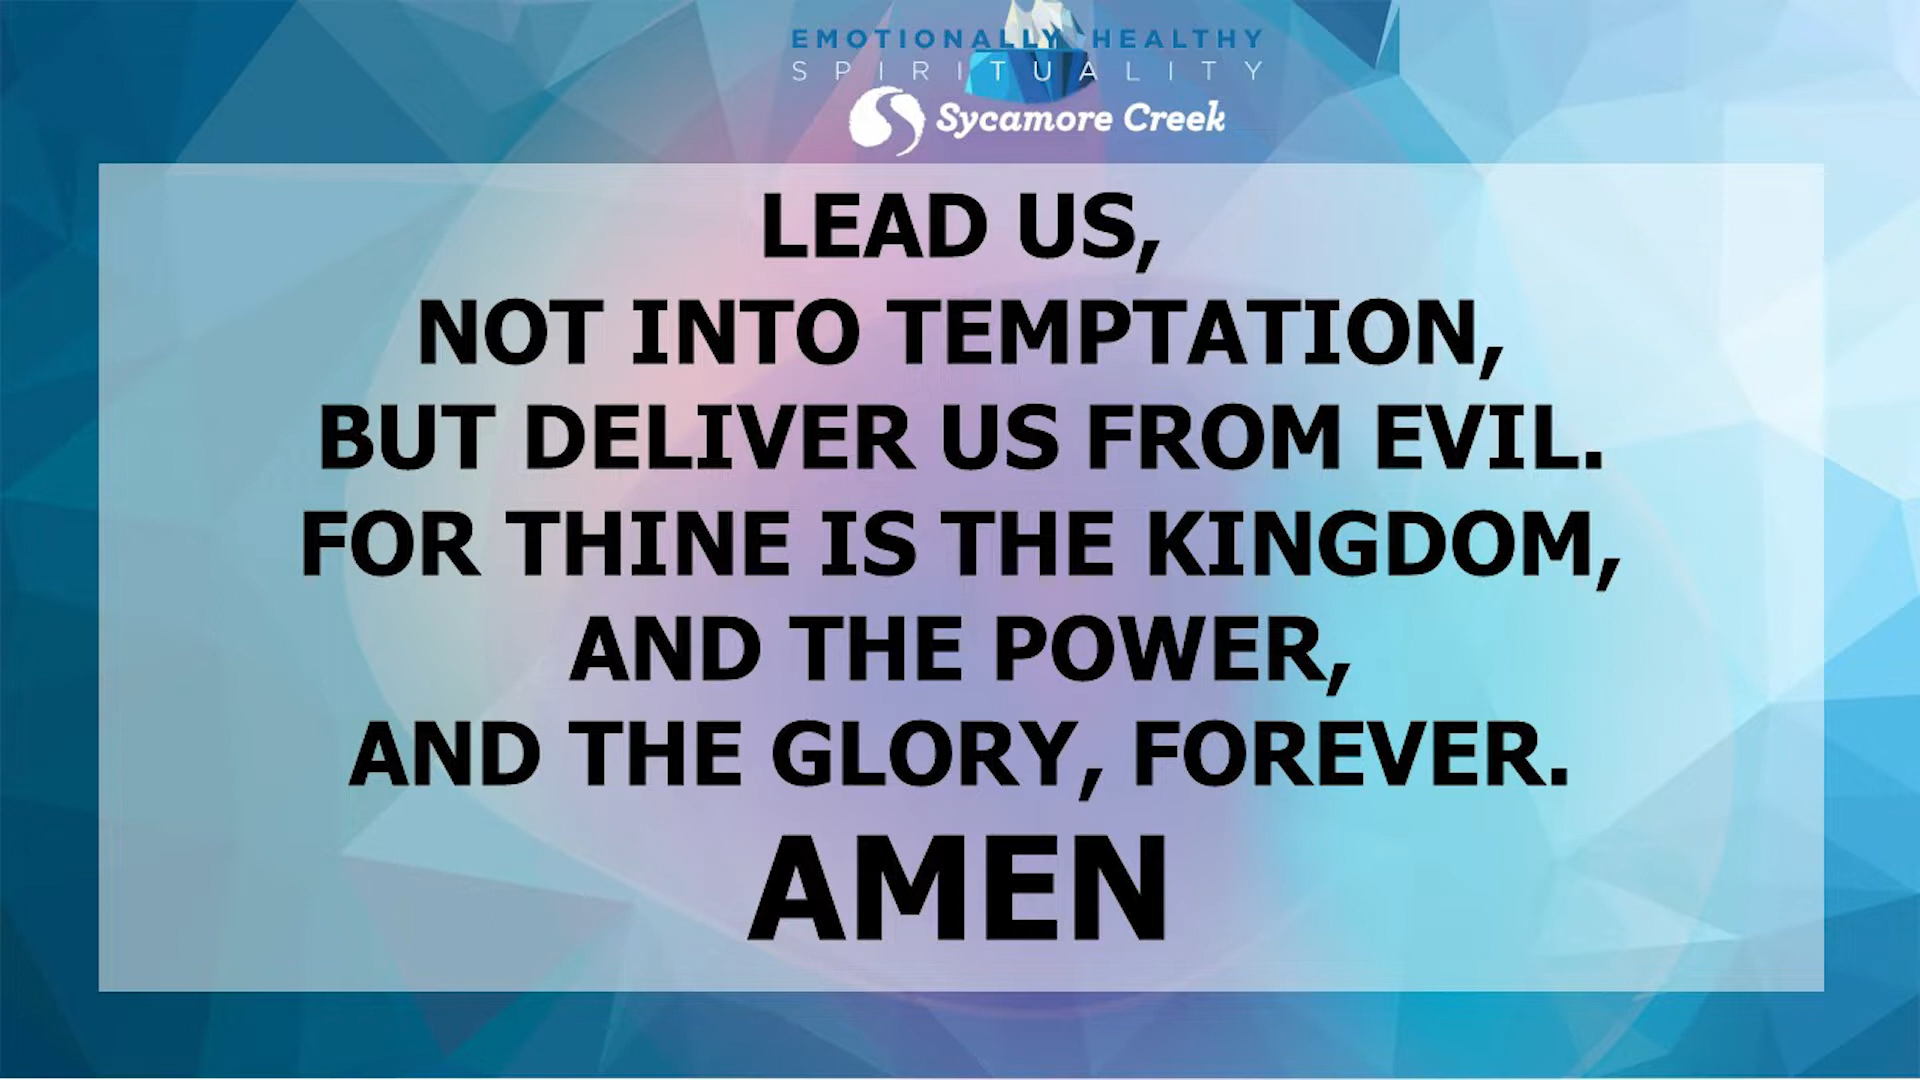 EMOTIONALLY HEALTHY
SPIRITUALITY
Sycamore Creek
LEAD US,
NOT INTO TEMPTATION,
BUT DELIVER US FROM EVIL.
FOR THINE IS THE KINGDOM,
AND THE POWER,
AND THE GLORY, FOREVER.
AMEN